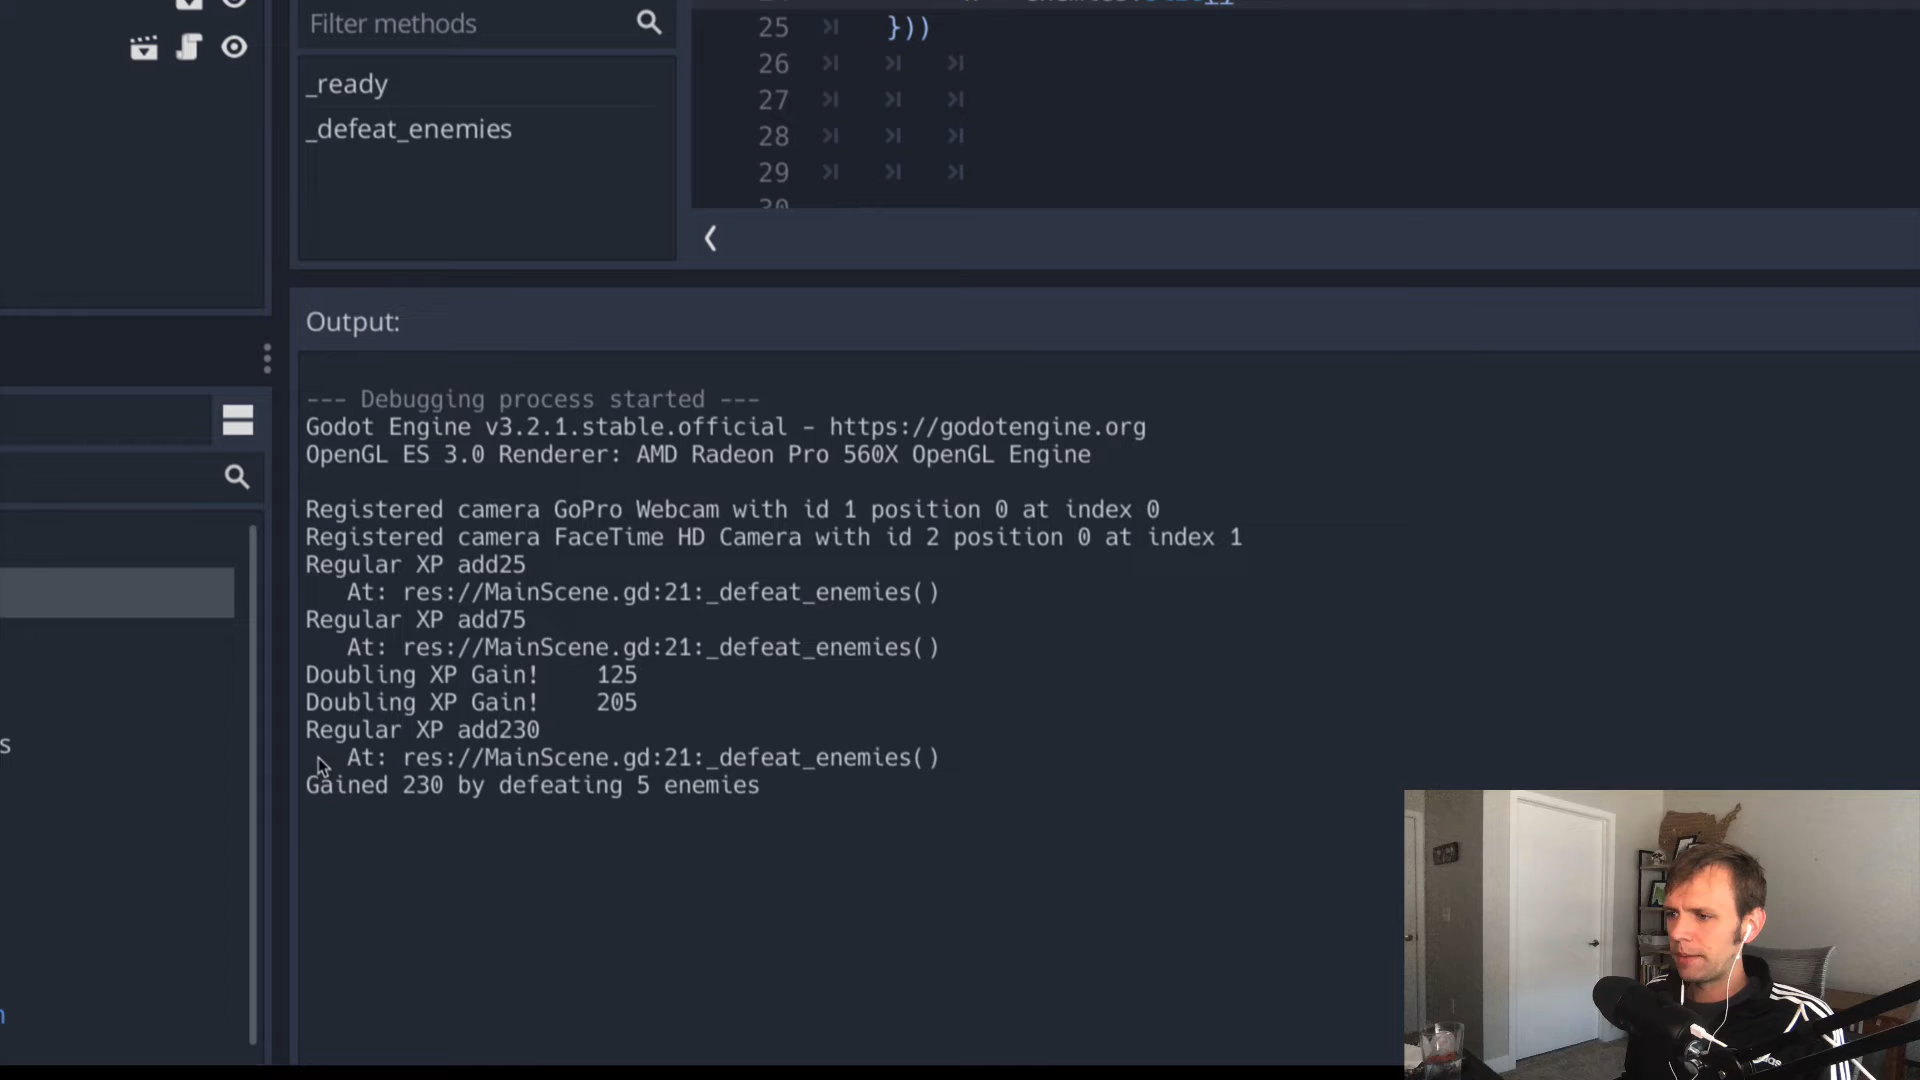 Filter methods
_ready
_defeat_enemies
25 }))
26
27
28
29
30
Output:
--- Debugging process started ---
Godot Engine v3.2.1.stable.official - https://godotengine.org
OpenGL ES 3.0 Renderer: AMD Radeon Pro 560X OpenGL Engine
Registered camera GoPro Webcam with id 1 position 0 at index 0
Registered camera FaceTime HD Camera with id 2 position 0 at index 1
Regular XP add25
At: res://MainScene.gd:21:_defeat_enemies()
Regular XP add75
At: res://MainScene.gd:21:_defeat_enemies()
Doubling XP Gain! 125
Doubling XP Gain! 205
Regular XP add230
At: res://MainScene.gd:21:_defeat_enemies()
Gained 230 by defeating 5 enemies
s